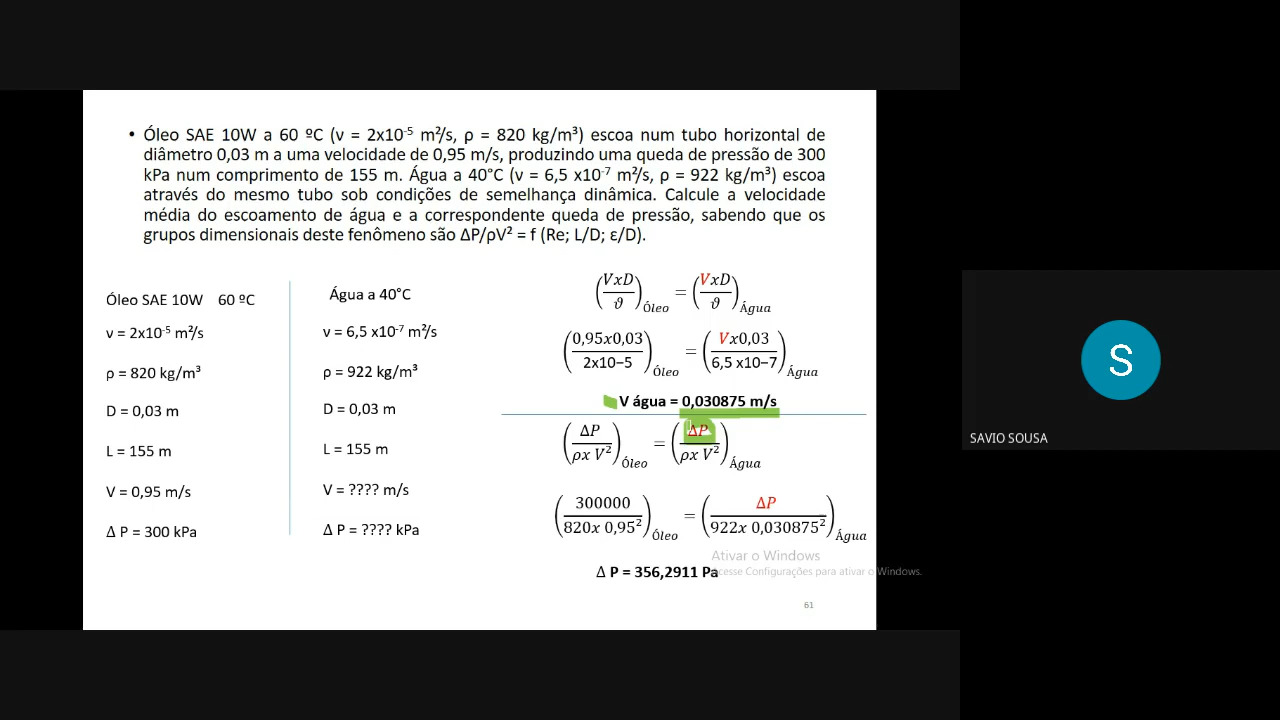 • Óleo SAE 10W a 60 ºC (ν = 2x10⁻⁵ m²/s, ρ = 820 kg/m³) escoa num tubo horizontal de
diâmetro 0,03 m a uma velocidade de 0,95 m/s, produzindo uma queda de pressão de 300
kPa num comprimento de 155 m. Água a 40°C (ν = 6,5 x10⁻⁷ m²/s, ρ = 922 kg/m³) escoa
através do mesmo tubo sob condições de semelhança dinâmica. Calcule a velocidade
média do escoamento de água e a correspondente queda de pressão, sabendo que os
grupos dimensionais deste fenômeno são ΔP/ρV² = f (Re; L/D; ε/D).
Óleo SAE 10W 60 ºC
ν = 2x10⁻⁵ m²/s
ρ = 820 kg/m³
D = 0,03 m
L = 155 m
V = 0,95 m/s
Δ P = 300 kPa
Água a 40°C
ν = 6,5 x10⁻⁷ m²/s
ρ = 922 kg/m³
D = 0,03 m
L = 155 m
V = ???? m/s
Δ P = ???? kPa
(VxD/ϑ)Óleo = (VxD/ϑ)Água
(0,95x0,03/2x10−5)Óleo = (Vx0,03/6,5 x10−7)Água
V água = 0,030875 m/s
(ΔP/ρx V²)Óleo = (ΔP/ρx V²)Água
(300000/820x 0,95²)Óleo = (ΔP/922x 0,030875²)Água
Δ P = 356,2911 Pa
Ativar o Windows
Acesse Configurações para ativar o Windows.
61
S
SAVIO SOUSA